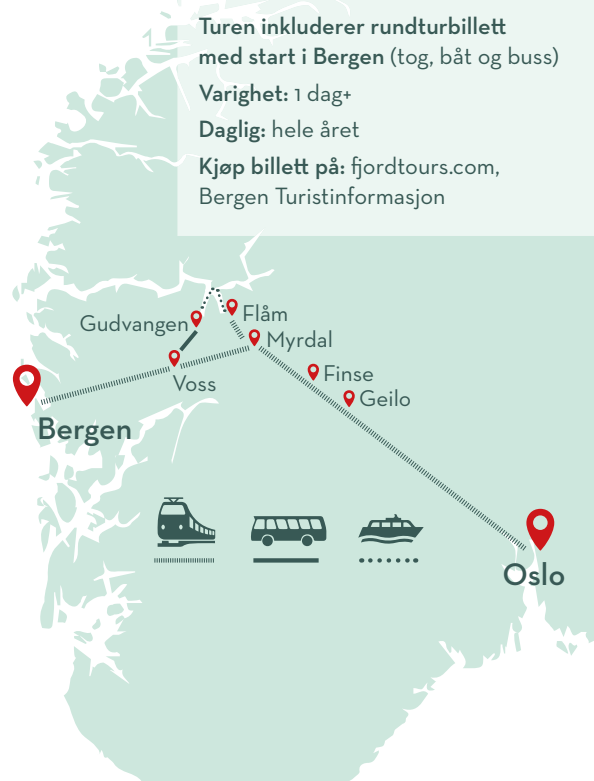 Turen inkluderer rundturbillett
med start i Bergen (tog, båt og buss)
Varighet: 1 dag+
Daglig: hele året
Kjøp billett på: fjordtours.com,
Bergen Turistinformasjon
Flåm
Gudvangen
Myrdal
Finse
Voss
Geilo
Bergen
Oslo